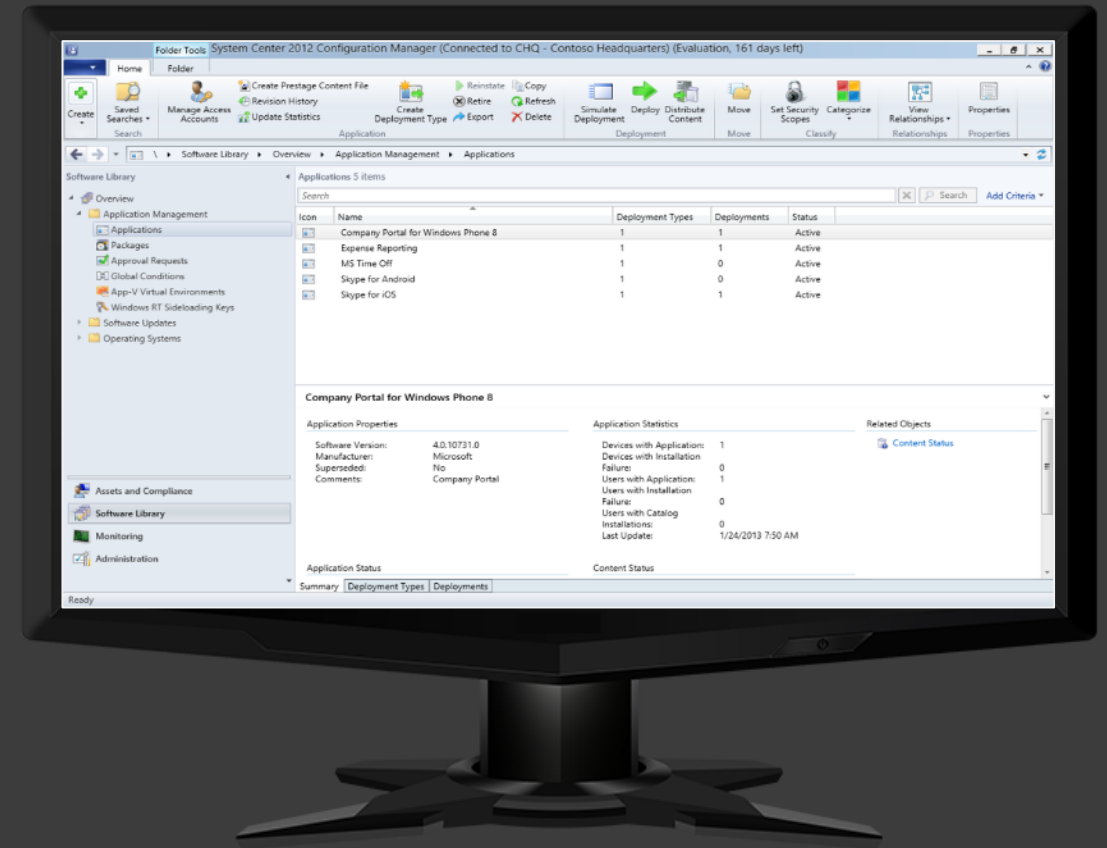 Folder Tools System Center 2012 Configuration Manager (Connected to CHQ - Contoso Headquarters) (Evaluation, 161 days left)
Home Folder
Create
Saved Searches
Search
Manage Access Accounts
Create Prestage Content File
Revision History
Update Statistics
Create Deployment Type
Reinstate
Retire
Export
Copy
Refresh
Delete
Application
Simulate Deployment
Deploy
Distribute Content
Deployment
Move
Move
Set Security Scopes
Categorize
Classify
View Relationships
Relationships
Properties
Properties
\ Software Library Overview Application Management Applications
Software Library
Overview
Application Management
Applications
Packages
Approval Requests
Global Conditions
App-V Virtual Environments
Windows RT Sideloading Keys
Software Updates
Operating Systems
Assets and Compliance
Software Library
Monitoring
Administration
Applications 5 items
Search Search Add Criteria
Icon Name Deployment Types Deployments Status
Company Portal for Windows Phone 8 1 1 Active
Expense Reporting 1 1 Active
MS Time Off 1 0 Active
Skype for Android 1 0 Active
Skype for iOS 1 1 Active
Company Portal for Windows Phone 8
Application Properties
Software Version: 4.0.10731.0
Manufacturer: Microsoft
Superseded: No
Comments: Company Portal
Application Statistics
Devices with Application: 1
Devices with Installation
Failure: 0
Users with Application: 1
Users with Installation
Failure: 0
Users with Catalog
Installations: 0
Last Update: 1/24/2013 7:50 AM
Related Objects
Content Status
Application Status
Content Status
Summary Deployment Types Deployments
Ready